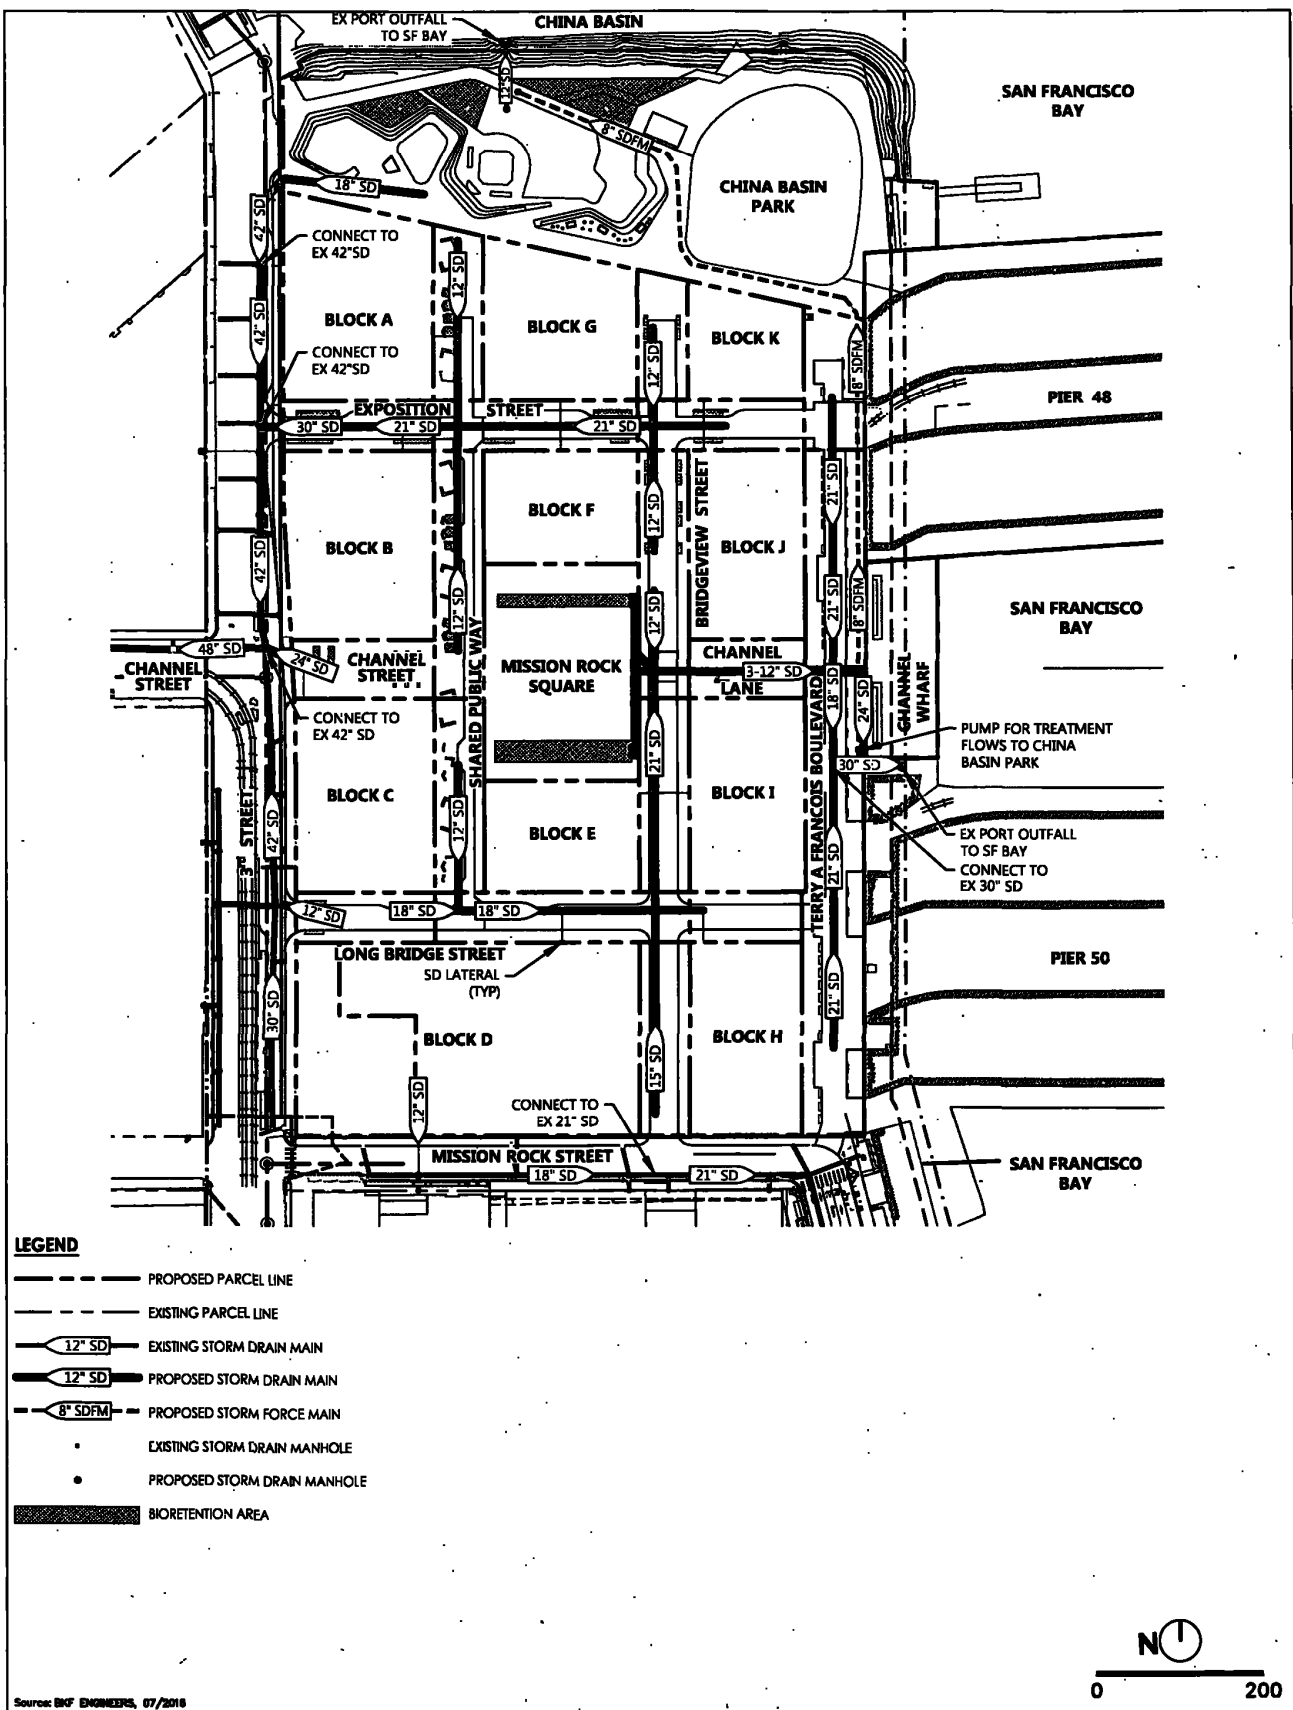 EX PORT OUTFALL
TO SF BAY
CHINA BASIN
SAN FRANCISCO
BAY
12" SD
8" SDFM
18" SD
CHINA BASIN
PARK
42" SD
CONNECT TO
EX 42"SD
12" SD
BLOCK A
BLOCK G
BLOCK K
42" SD
CONNECT TO
EX 42"SD
12" SD
8" SDFM
PIER 48
EXPOSITION STREET
30" SD
21" SD
21" SD
BLOCK B
BLOCK F
BLOCK J
BRIDGEVIEW STREET
12" SD
21" SD
42" SD
12" SD
12" SD
21" SD
8" SDFM
SAN FRANCISCO
BAY
48" SD
24" SD
CHANNEL
STREET
CHANNEL
STREET
SHARED PUBLIC WAY
MISSION ROCK
SQUARE
CHANNEL
LANE
3-12" SD
18" SD
24" SD
CHANNEL
WHARF
CONNECT TO
EX 42" SD
21" SD
30" SD
PUMP FOR TREATMENT
FLOWS TO CHINA
BASIN PARK
BLOCK C
BLOCK E
BLOCK I
TERRY A FRANCOIS BOULEVARD
3rd STREET
42" SD
12" SD
21" SD
EX PORT OUTFALL
TO SF BAY
CONNECT TO
EX 30" SD
12" SD
18" SD
18" SD
LONG BRIDGE STREET
SD LATERAL
(TYP)
PIER 50
30" SD
21" SD
BLOCK D
BLOCK H
12" SD
15" SD
CONNECT TO
EX 21" SD
MISSION ROCK STREET
18" SD
21" SD
SAN FRANCISCO
BAY
LEGEND
PROPOSED PARCEL LINE
EXISTING PARCEL LINE
12" SD EXISTING STORM DRAIN MAIN
12" SD PROPOSED STORM DRAIN MAIN
8" SDFM PROPOSED STORM FORCE MAIN
EXISTING STORM DRAIN MANHOLE
PROPOSED STORM DRAIN MANHOLE
BIORETENTION AREA
N
0 200
Source: BKF ENGINEERS, 07/2016